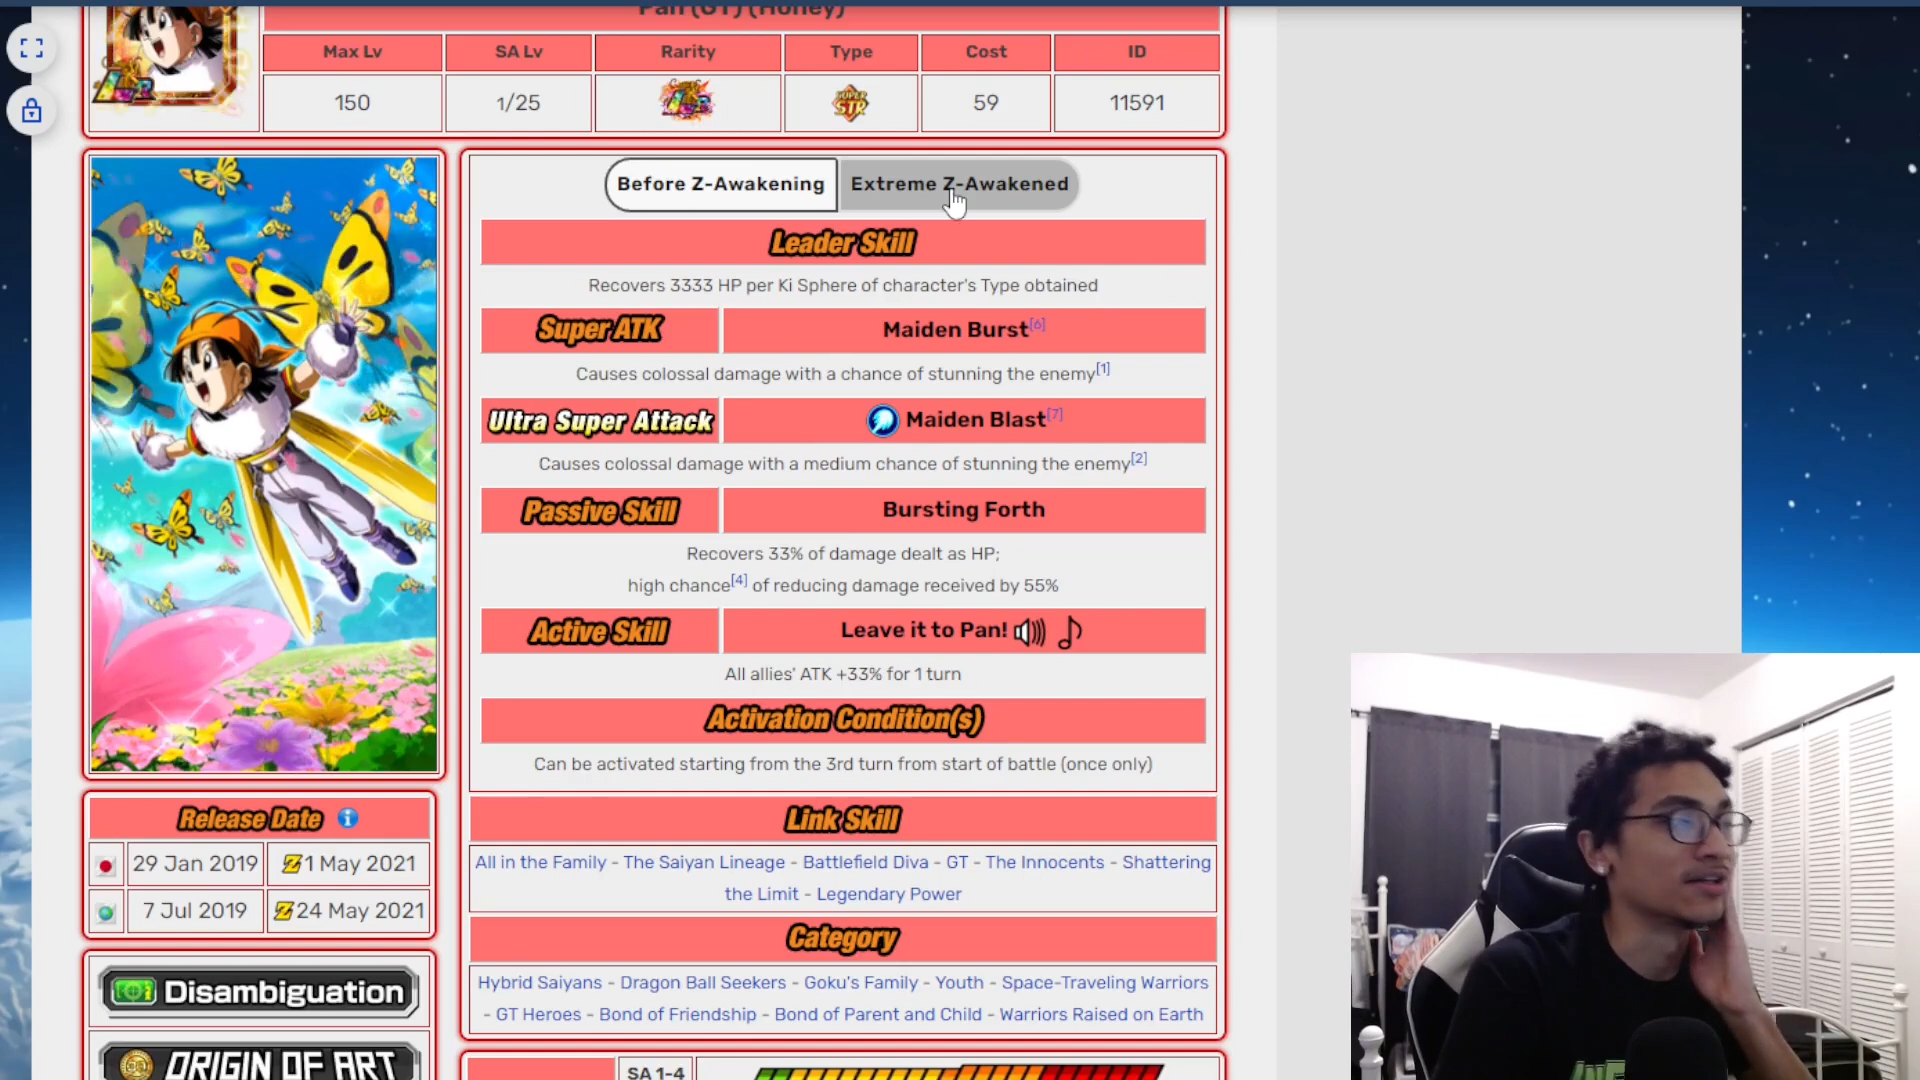 Pan (GT) (Honey)
Max Lv SA Lv Rarity Type Cost ID
150 1/25 LR SUPER STR 59 11591
Before Z-Awakening Extreme Z-Awakened
Leader Skill
Recovers 3333 HP per Ki Sphere of character's Type obtained
Super ATK Maiden Burst[6]
Causes colossal damage with a chance of stunning the enemy[1]
Ultra Super Attack Maiden Blast[7]
Causes colossal damage with a medium chance of stunning the enemy[2]
Passive Skill Bursting Forth
Recovers 33% of damage dealt as HP;
high chance[4] of reducing damage received by 55%
Active Skill Leave it to Pan!
All allies' ATK +33% for 1 turn
Activation Condition(s)
Can be activated starting from the 3rd turn from start of battle (once only)
Link Skill
All in the Family - The Saiyan Lineage - Battlefield Diva - GT - The Innocents - Shattering
the Limit - Legendary Power
Category
Hybrid Saiyans - Dragon Ball Seekers - Goku's Family - Youth - Space-Traveling Warriors
- GT Heroes - Bond of Friendship - Bond of Parent and Child - Warriors Raised on Earth
SA 1-4
Release Date i
29 Jan 2019 Z 1 May 2021
7 Jul 2019 Z 24 May 2021
Disambiguation
ORIGIN OF ART